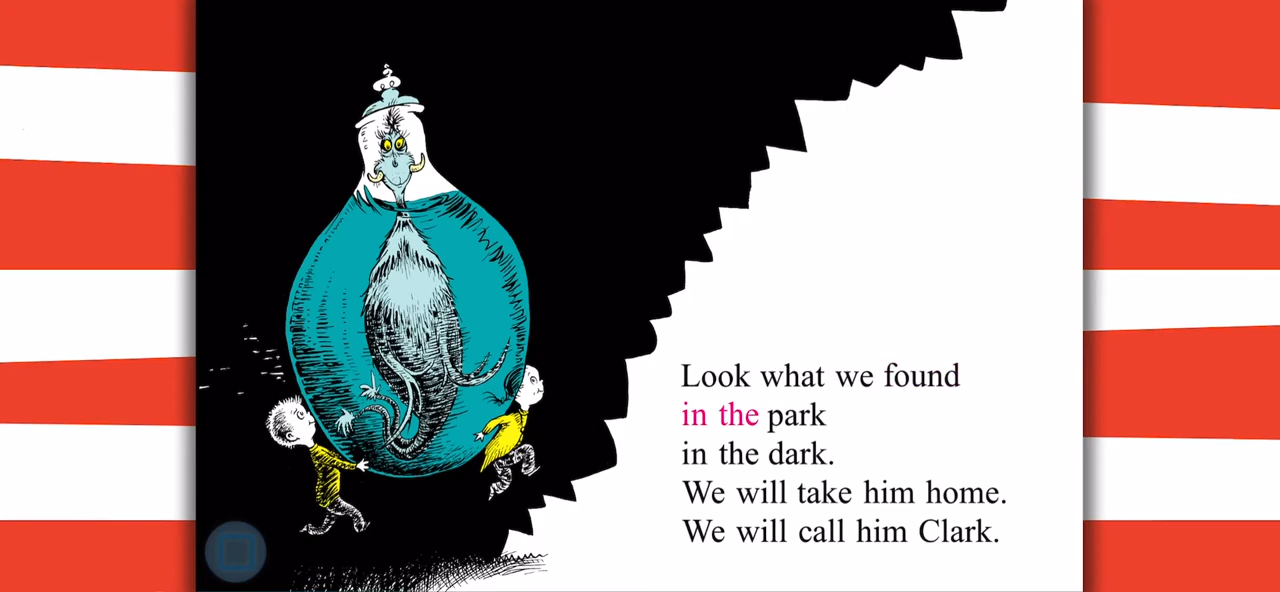 Look what we found
in the park
in the dark.
We will take him home.
We will call him Clark.